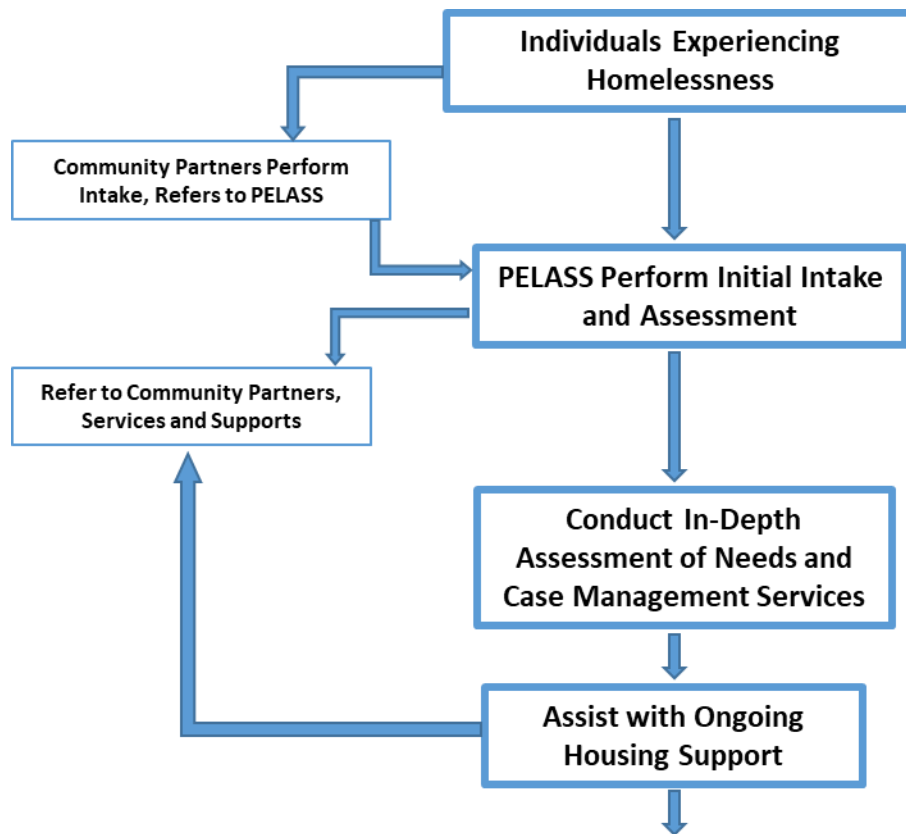 Individuals Experiencing
Homelessness
Community Partners Perform
Intake, Refers to PELASS
PELASS Perform Initial Intake
and Assessment
Refer to Community Partners,
Services and Supports
Conduct In-Depth
Assessment of Needs and
Case Management Services
Assist with Ongoing
Housing Support